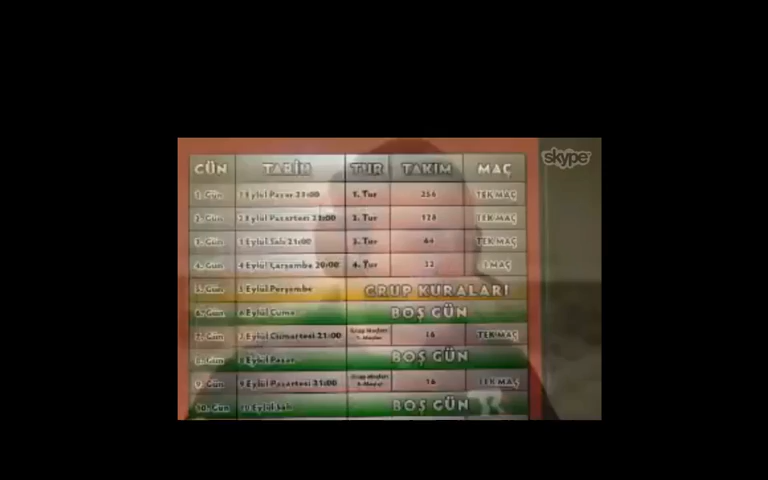 skype
GÜN TARİH TUR TAKIM MAÇ
1. Gün 1 Eylül Pazar 21:00 1. Tur 256 TEK MAÇ
2. Gün 2 Eylül Pazartesi 21:00 2. Tur 128 TEK MAÇ
3. Gün 3 Eylül Salı 21:00 3. Tur 64 TEK MAÇ
4. Gün 4 Eylül Çarşamba 20:00 4. Tur 32 MAÇ
5. Gün 5 Eylül Perşembe GRUP KURALARI
6. Gün 6 Eylül Cuma BOŞ GÜN
7. Gün 7 Eylül Cumartesi 21:00 Grup Maçları 16 TEK MAÇ
8. Gün 8 Eylül Pazar BOŞ GÜN
9. Gün 9 Eylül Pazartesi 21:00 Grup Maçları 16 TEK MAÇ
10. Gün 10 Eylül Salı BOŞ GÜN